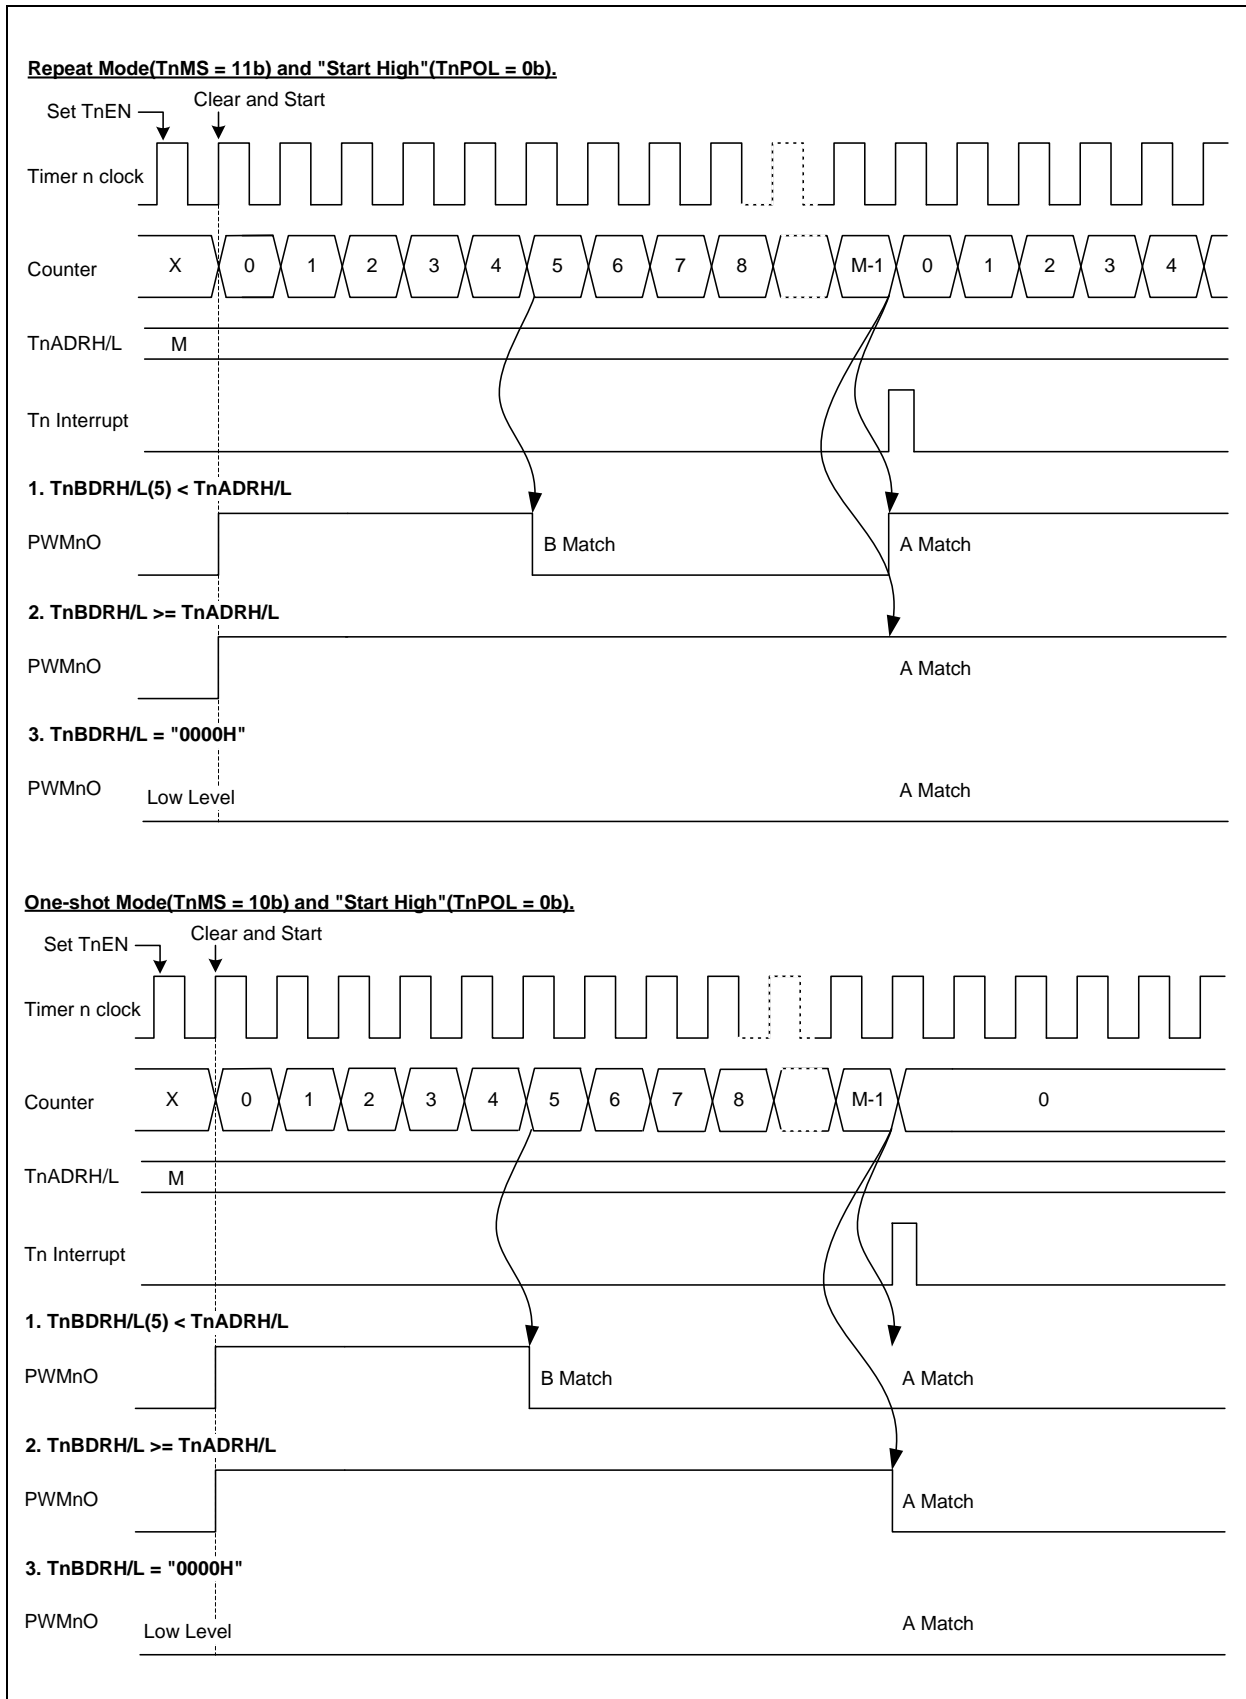 Repeat Mode(TnMS = 11b) and "Start High"(TnPOL = 0b).
Set TnEN
Clear and Start
Timer n clock
Counter X 0 1 2 3 4 5 6 7 8 M-1 0 1 2 3 4
TnADRH/L M
Tn Interrupt
1. TnBDRH/L(5) < TnADRH/L
PWMnO B Match A Match
2. TnBDRH/L >= TnADRH/L
PWMnO A Match
3. TnBDRH/L = "0000H"
PWMnO Low Level A Match
One-shot Mode(TnMS = 10b) and "Start High"(TnPOL = 0b).
Set TnEN
Clear and Start
Timer n clock
Counter X 0 1 2 3 4 5 6 7 8 M-1 0
TnADRH/L M
Tn Interrupt
1. TnBDRH/L(5) < TnADRH/L
PWMnO B Match A Match
2. TnBDRH/L >= TnADRH/L
PWMnO A Match
3. TnBDRH/L = "0000H"
PWMnO Low Level A Match